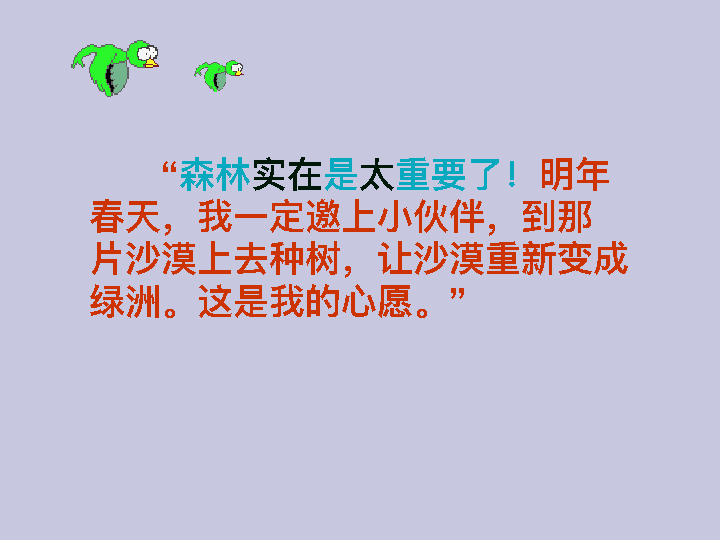 “森林实在是太重要了！明年
春天，我一定邀上小伙伴，到那
片沙漠上去种树，让沙漠重新变成
绿洲。这是我的心愿。”